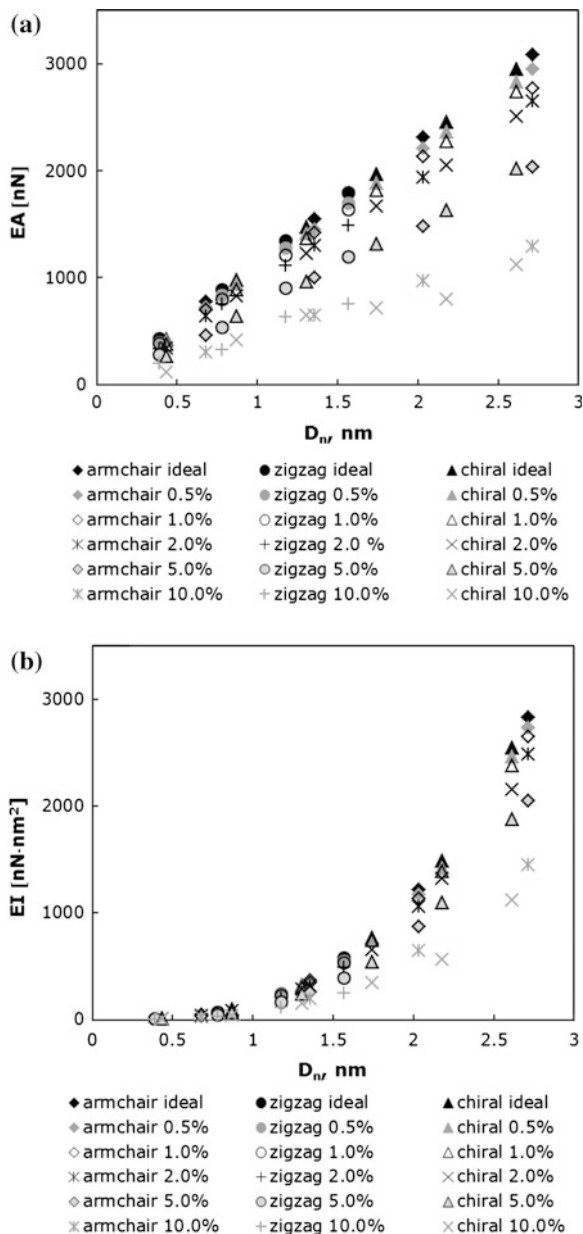 (a)
3000
2000
1000
0
EA [nN]
0 0.5 1 1.5 2 2.5 3
Dn, nm
armchair ideal zigzag ideal chiral ideal
armchair 0.5% zigzag 0.5% chiral 0.5%
armchair 1.0% zigzag 1.0% chiral 1.0%
armchair 2.0% zigzag 2.0 % chiral 2.0%
armchair 5.0% zigzag 5.0% chiral 5.0%
armchair 10.0% zigzag 10.0% chiral 10.0%
(b)
3000
2000
1000
0
EI [nN·nm²]
0 0.5 1 1.5 2 2.5 3
Dn, nm
armchair ideal zigzag ideal chiral ideal
armchair 0.5% zigzag 0.5% chiral 0.5%
armchair 1.0% zigzag 1.0% chiral 1.0%
armchair 2.0% zigzag 2.0% chiral 2.0%
armchair 5.0% zigzag 5.0% chiral 5.0%
armchair 10.0% zigzag 10.0% chiral 10.0%